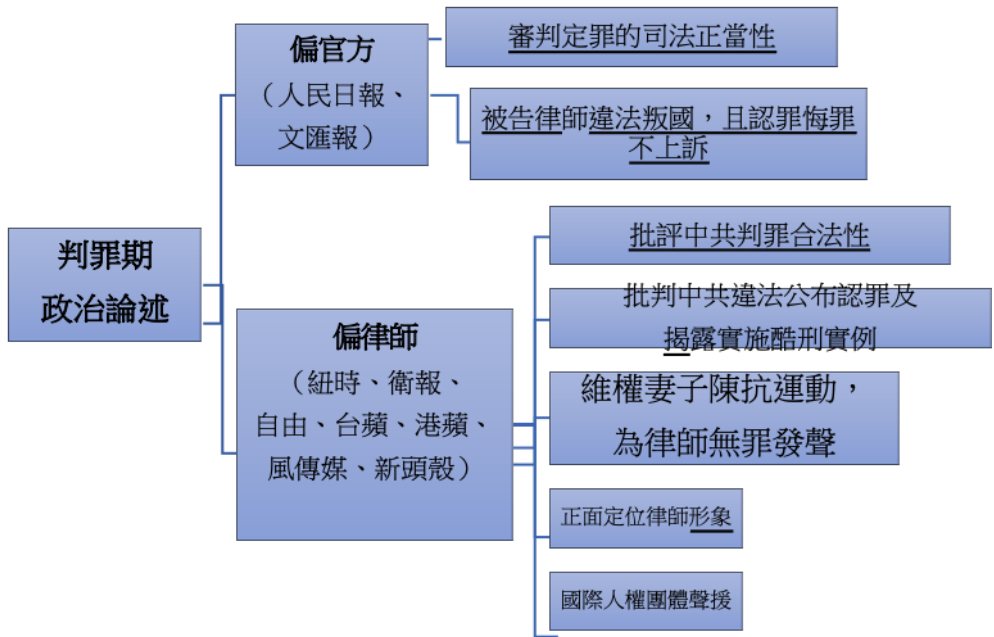 判罪期
政治論述
偏官方
（人民日報、
文匯報）
審判定罪的司法正當性
被告律師違法叛國，且認罪悔罪
不上訴
偏律師
（紐時、衛報、
自由、台蘋、港蘋、
風傳媒、新頭殼）
批評中共判罪合法性
批判中共違法公布認罪及
揭露實施酷刑實例
維權妻子陳抗運動，
為律師無罪發聲
正面定位律師形象
國際人權團體聲援